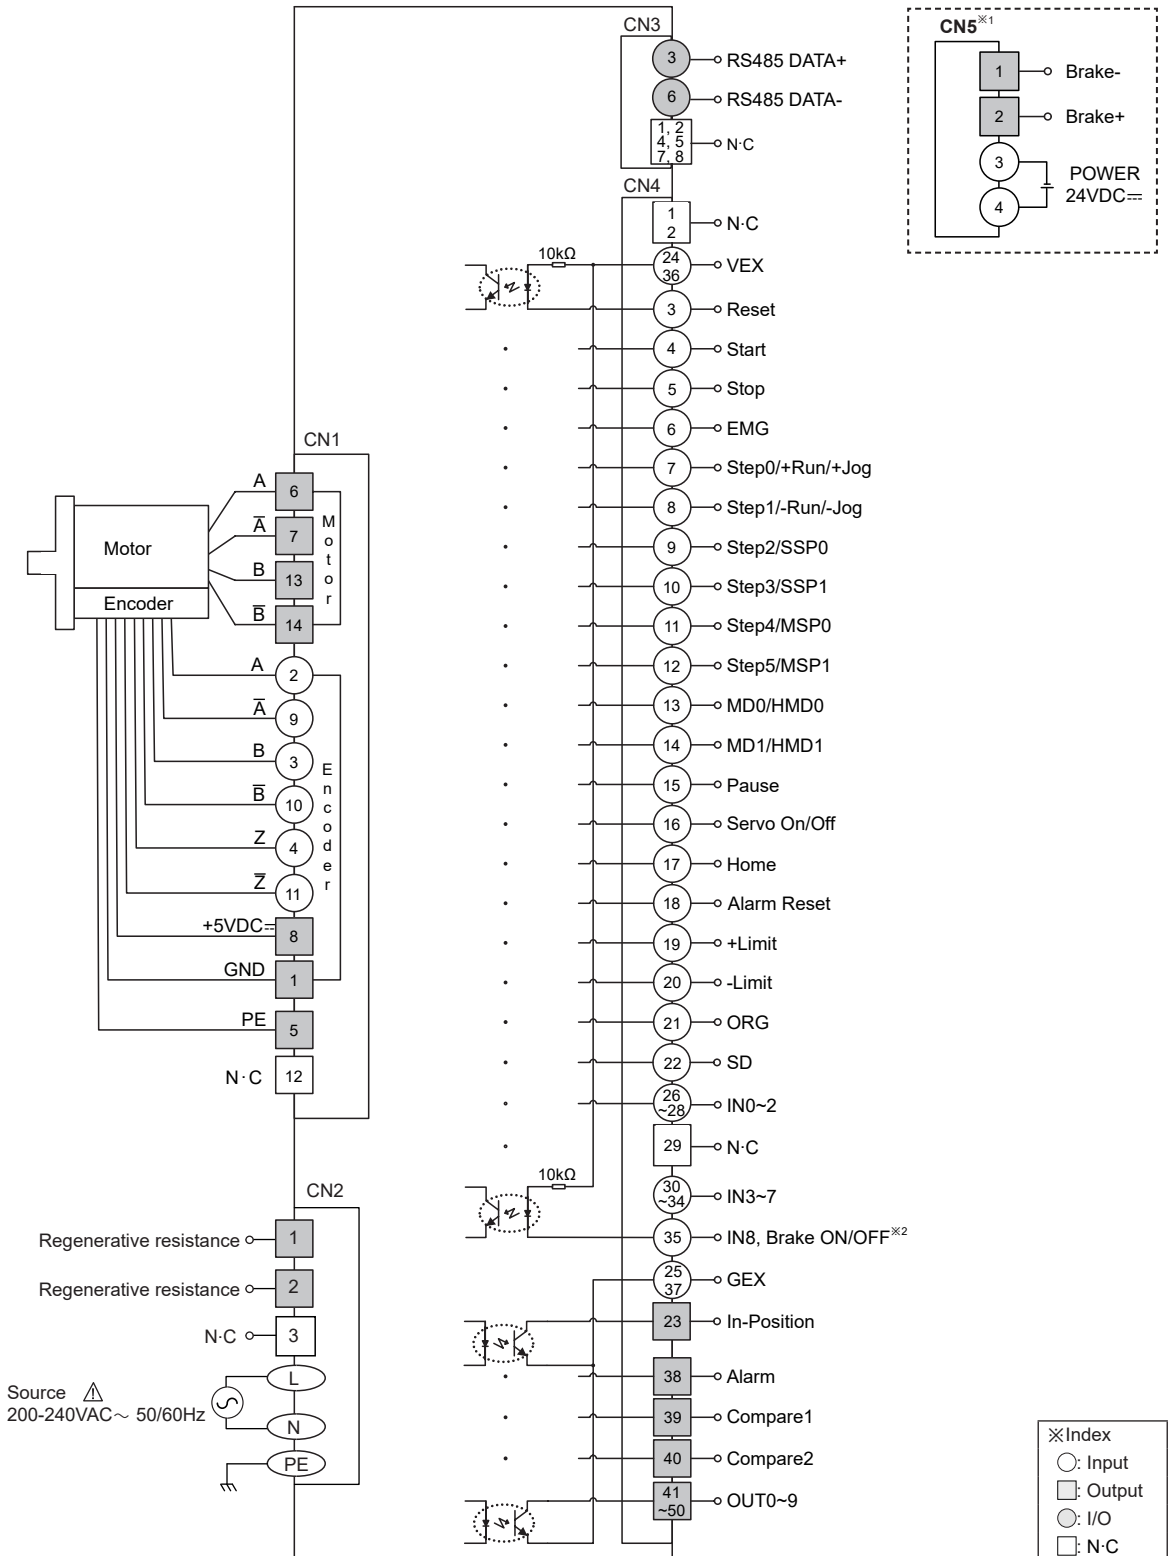 CN3
3 RS485 DATA+
6 RS485 DATA-
1, 2
4, 5
7, 8
N·C
CN4
1
2
N·C
10kΩ
24
36
VEX
3 Reset
4 Start
5 Stop
6 EMG
7 Step0/+Run/+Jog
8 Step1/-Run/-Jog
9 Step2/SSP0
10 Step3/SSP1
11 Step4/MSP0
12 Step5/MSP1
13 MD0/HMD0
14 MD1/HMD1
15 Pause
16 Servo On/Off
17 Home
18 Alarm Reset
19 +Limit
20 -Limit
21 ORG
22 SD
26
~28
IN0~2
29 N·C
10kΩ
30
~34
IN3~7
35 IN8, Brake ON/OFF※2
25
37
GEX
23 In-Position
38 Alarm
39 Compare1
40 Compare2
41
~50
OUT0~9
CN5※1
1 Brake-
2 Brake+
3
4
POWER
24VDC⎓
CN1
Motor
Encoder
A 6
A̅ 7
B 13
B̅ 14
Motor
A 2
A̅ 9
B 3
B̅ 10
Z 4
Z̅ 11
+5VDC⎓ 8
GND 1
Encoder
PE 5
N·C 12
CN2
Regenerative resistance 1
Regenerative resistance 2
N·C 3
L
Source ⚠
200-240VAC～ 50/60Hz
N
PE
※Index
○: Input
□: Output
○: I/O
□: N·C